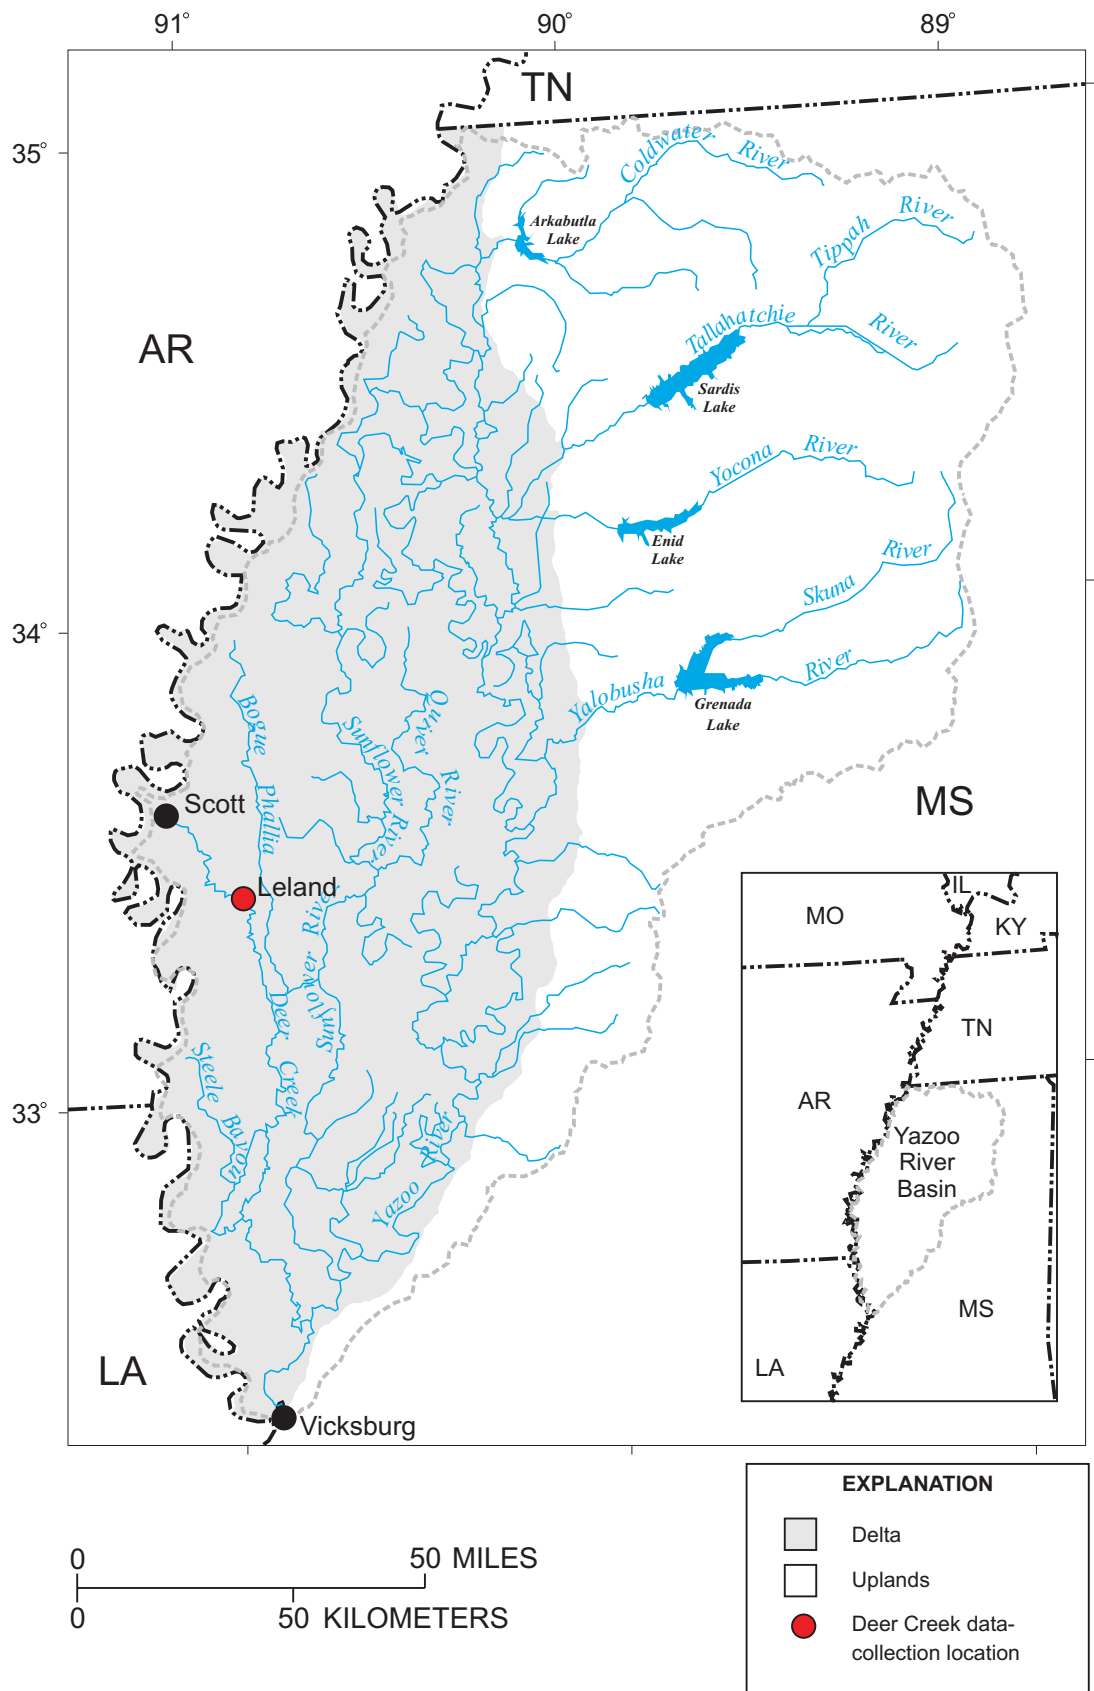 91° 90° 89°
TN
35°
Coldwater River
Arkabutla
Lake
Tippah River
AR
Tallahatchie River
Sardis
Lake
Yocona River
Enid
Lake
Skuna River
34°
Yalobusha River
Grenada
Lake
Quiver River
Bogue Phallia
Sunflower River
Scott
MS
Leland
Sunflower River
Deer Creek
Steele Bayou
33°
Yazoo River
LA
Vicksburg
IL
MO
KY
TN
AR
Yazoo
River
Basin
MS
LA
EXPLANATION
Delta
Uplands
Deer Creek data-
collection location
0 50 MILES
0 50 KILOMETERS